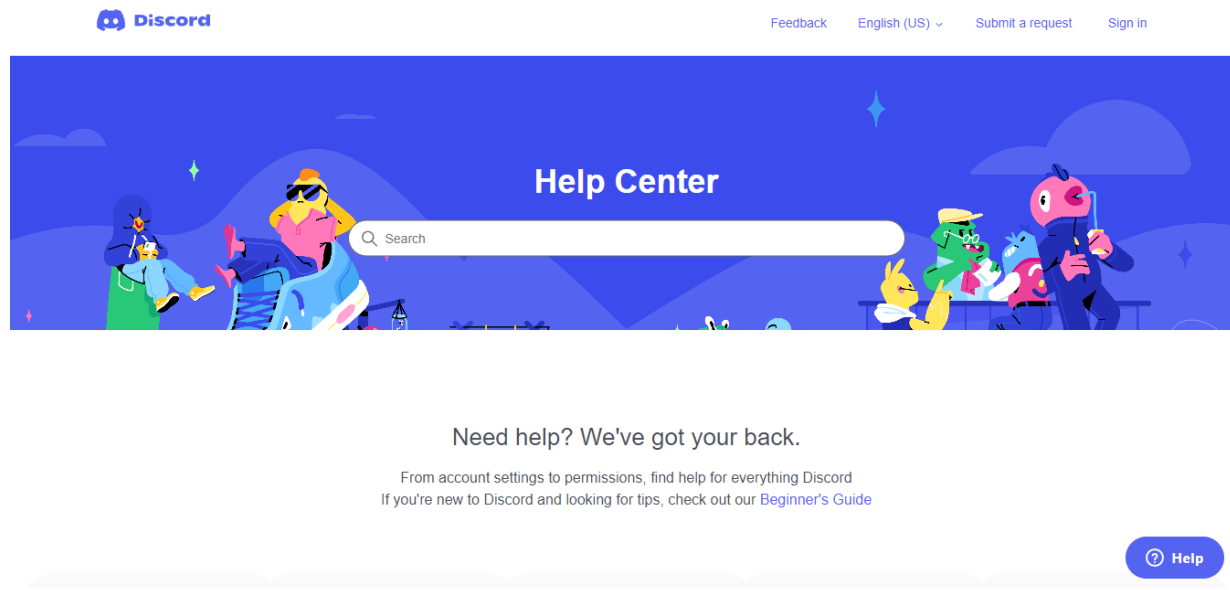 Discord
Feedback English (US) Submit a request Sign in
Help Center
Search
Need help? We've got your back.
From account settings to permissions, find help for everything Discord
If you're new to Discord and looking for tips, check out our Beginner's Guide
Help